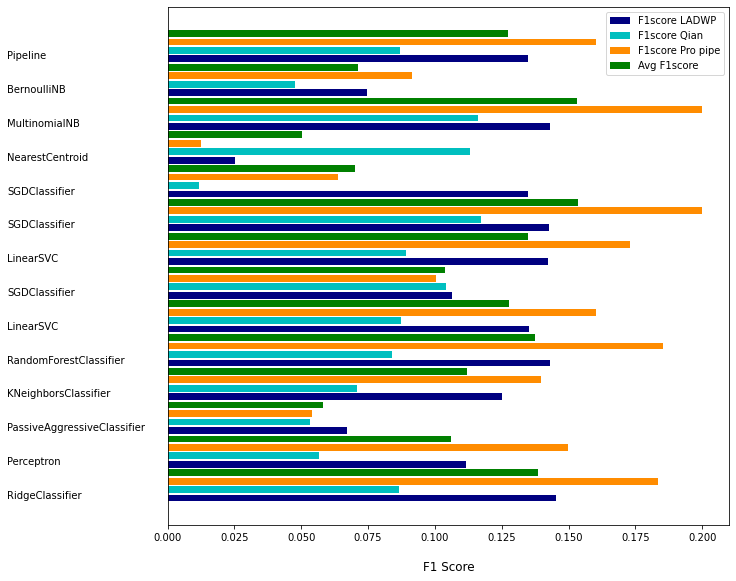 F1score LADWP
F1score Qian
F1score Pro pipe
Avg F1score
Pipeline
BernoulliNB
MultinomialNB
NearestCentroid
SGDClassifier
SGDClassifier
LinearSVC
SGDClassifier
LinearSVC
RandomForestClassifier
KNeighborsClassifier
PassiveAggressiveClassifier
Perceptron
RidgeClassifier
0.000 0.025 0.050 0.075 0.100 0.125 0.150 0.175 0.200
F1 Score